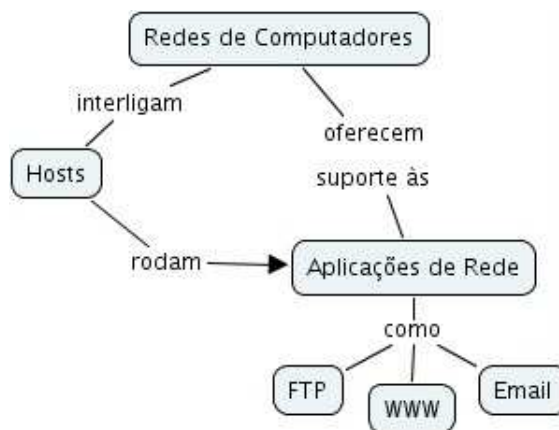 Redes de Computadores
interligam
oferecem
suporte às
Hosts
rodam
Aplicações de Rede
como
FTP
WWW
Email